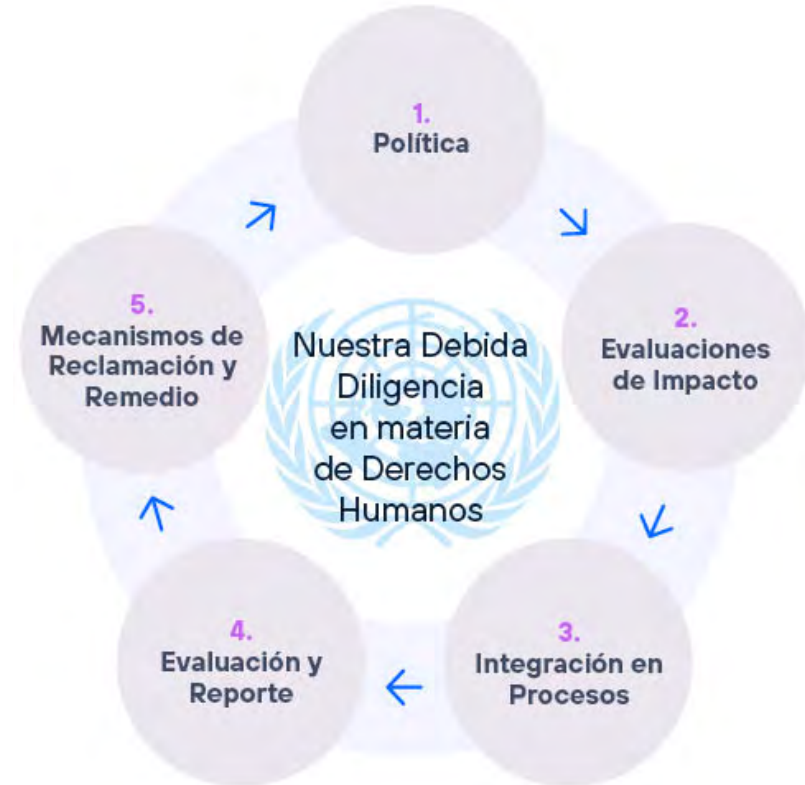 1.
Política
2.
Evaluaciones
de Impacto
3.
Integración en
Procesos
4.
Evaluación y
Reporte
5.
Mecanismos de
Reclamación y
Remedio
Nuestra Debida
Diligencia
en materia
de Derechos
Humanos